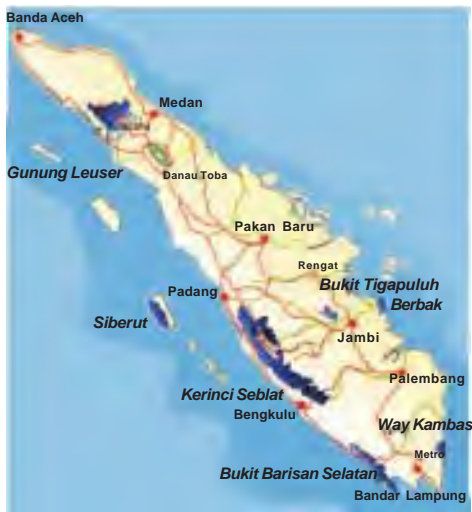 Banda Aceh
Medan
Gunung Leuser
Danau Toba
Pakan Baru
Rengat
Bukit Tigapuluh
Berbak
Padang
Siberut
Jambi
Palembang
Kerinci Seblat
Bengkulu
Way Kambas
Metro
Bukit Barisan Selatan
Bandar Lampung